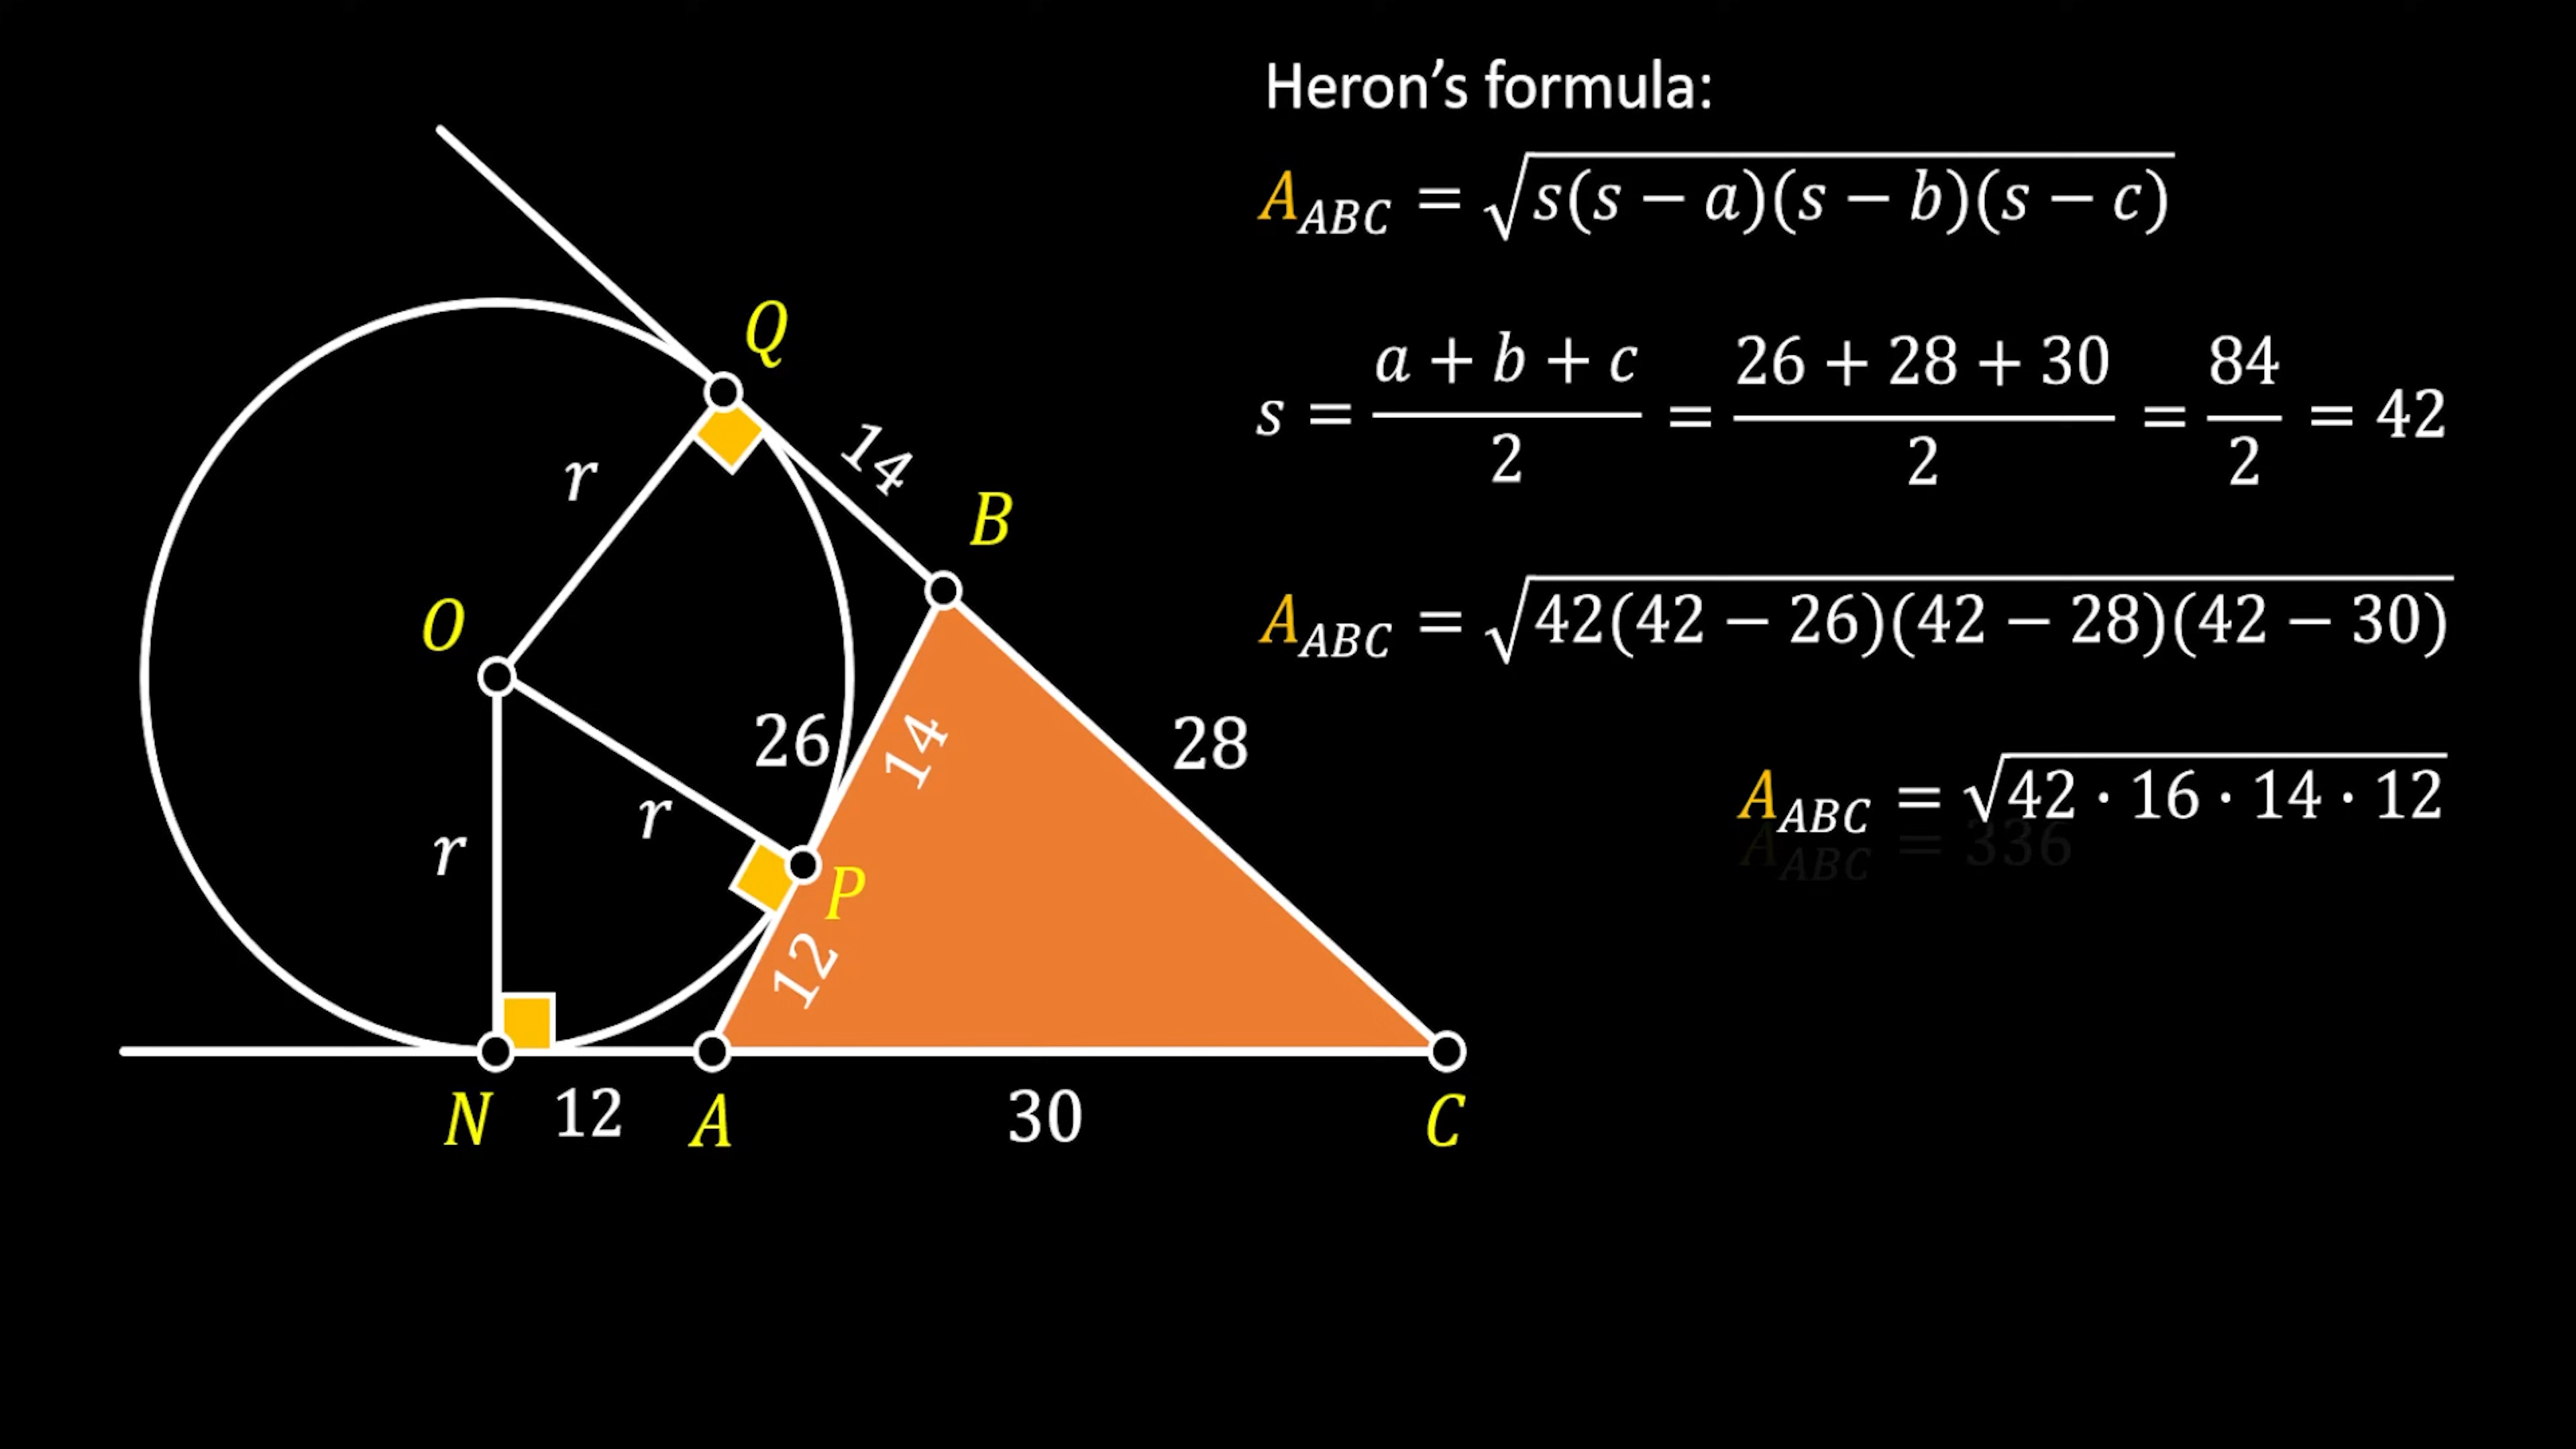 Heron’s formula:
A_ABC = √(s(s − a)(s − b)(s − c))
s = (a + b + c)/2 = (26 + 28 + 30)/2 = 84/2 = 42
A_ABC = √(42(42 − 26)(42 − 28)(42 − 30))
A_ABC = √(42 · 16 · 14 · 12)
A_ABC = 336
Q
14
r
B
O
26
14
28
r
r
P
12
N
12
A
30
C